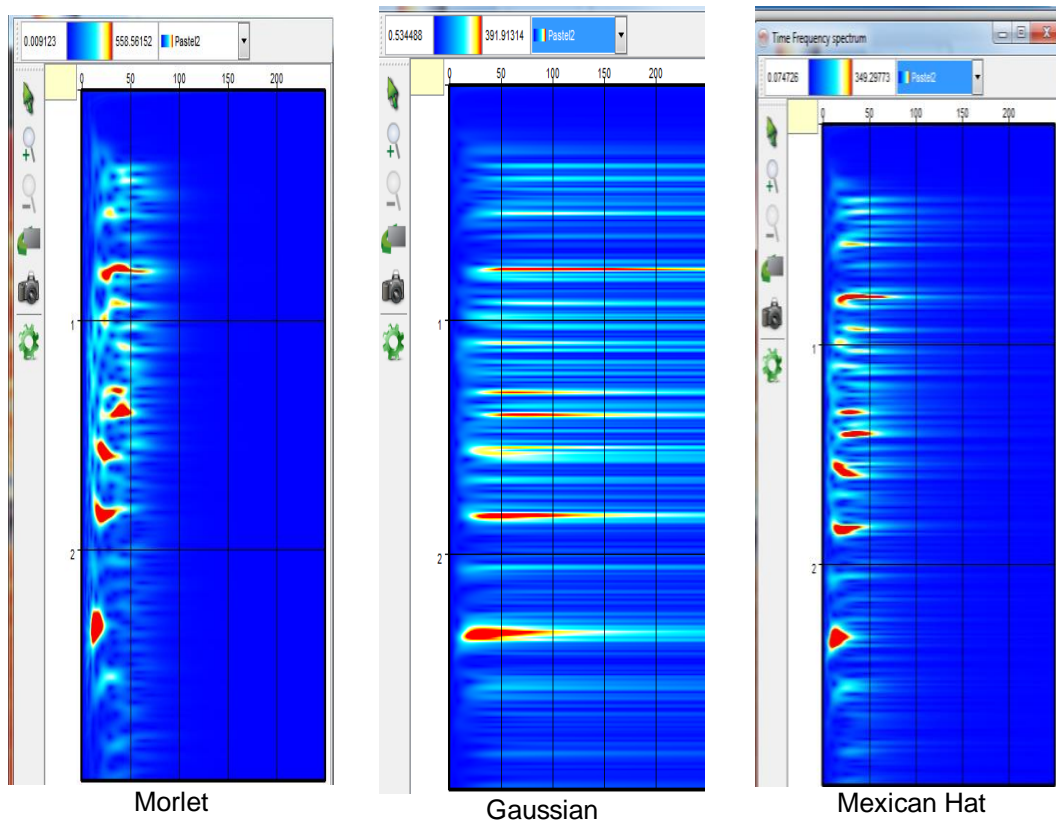 0.009123 558.56152 Pastel2
0 50 100 150 200
1
2
Morlet
0.534488 391.91314 Pastel2
0 50 100 150 200
1
2
Gaussian
Time Frequency spectrum
0.074726 349.29773 Pastel2
0 50 100 150 200
1
2
Mexican Hat